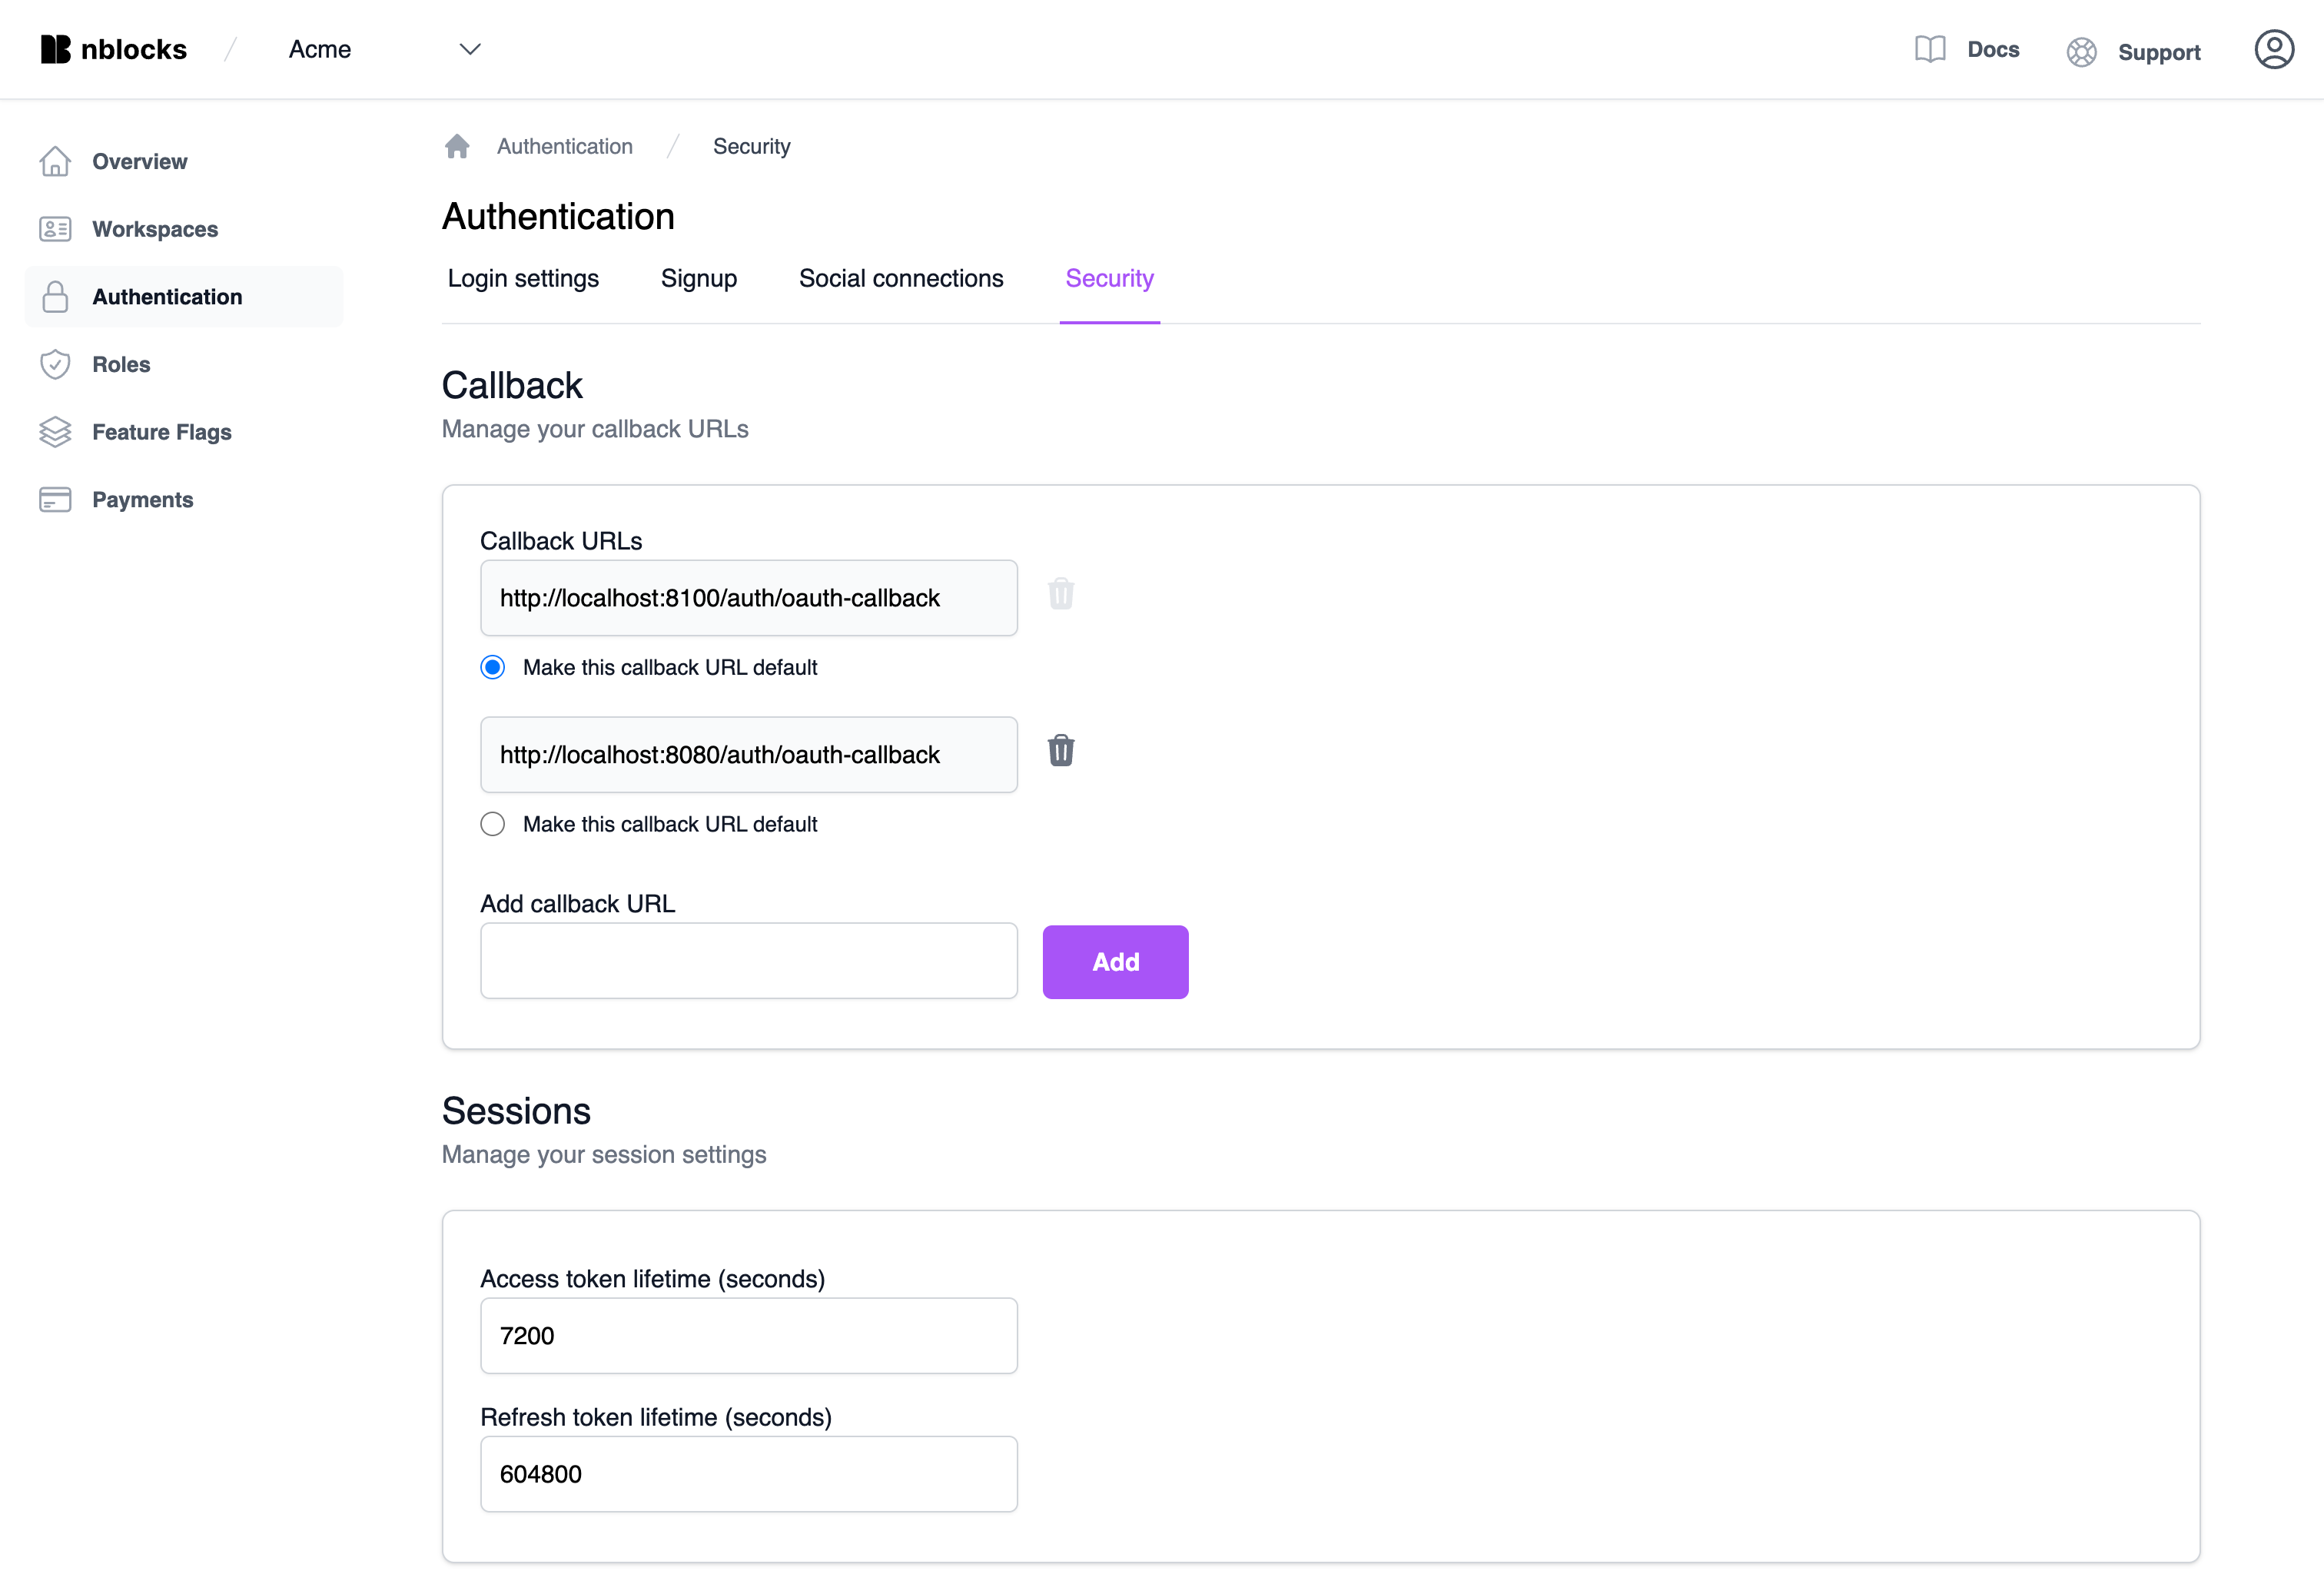 nblocks / Acme Docs Support
Overview
Workspaces
Authentication
Roles
Feature Flags
Payments
Authentication / Security
Authentication
Login settings Signup Social connections Security
Callback
Manage your callback URLs
Callback URLs
http://localhost:8100/auth/oauth-callback
Make this callback URL default
http://localhost:8080/auth/oauth-callback
Make this callback URL default
Add callback URL
Add
Sessions
Manage your session settings
Access token lifetime (seconds)
7200
Refresh token lifetime (seconds)
604800